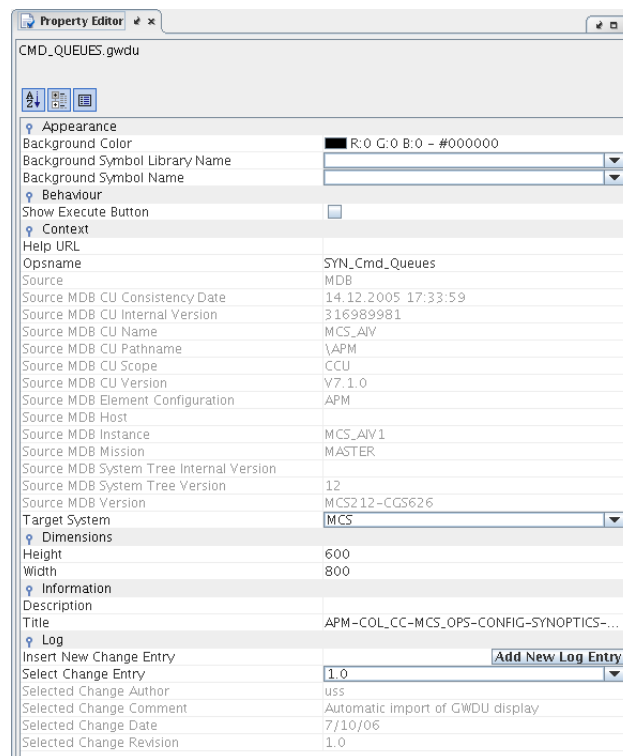 Property Editor
CMD_QUEUES.gwdu
Appearance
Background Color R:0 G:0 B:0 - #000000
Background Symbol Library Name
Background Symbol Name
Behaviour
Show Execute Button
Context
Help URL
Opsname SYN_Cmd_Queues
Source MDB
Source MDB CU Consistency Date 14.12.2005 17:33:59
Source MDB CU Internal Version 316989981
Source MDB CU Name MCS_AIV
Source MDB CU Pathname \APM
Source MDB CU Scope CCU
Source MDB CU Version V7.1.0
Source MDB Element Configuration APM
Source MDB Host
Source MDB Instance MCS_AIV1
Source MDB Mission MASTER
Source MDB System Tree Internal Version
Source MDB System Tree Version 12
Source MDB Version MCS212-CGS626
Target System MCS
Dimensions
Height 600
Width 800
Information
Description
Title APM-COL_CC-MCS_OPS-CONFIG-SYNOPTICS-...
Log
Insert New Change Entry Add New Log Entry
Select Change Entry 1.0
Selected Change Author uss
Selected Change Comment Automatic import of GWDU display
Selected Change Date 7/10/06
Selected Change Revision 1.0